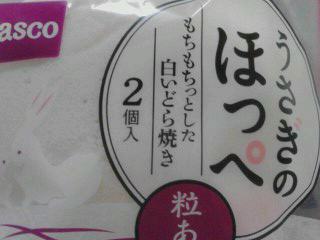 asco
うさぎの
ほっぺ
もちもちっとした
白いどら焼き
2個入
粒あ